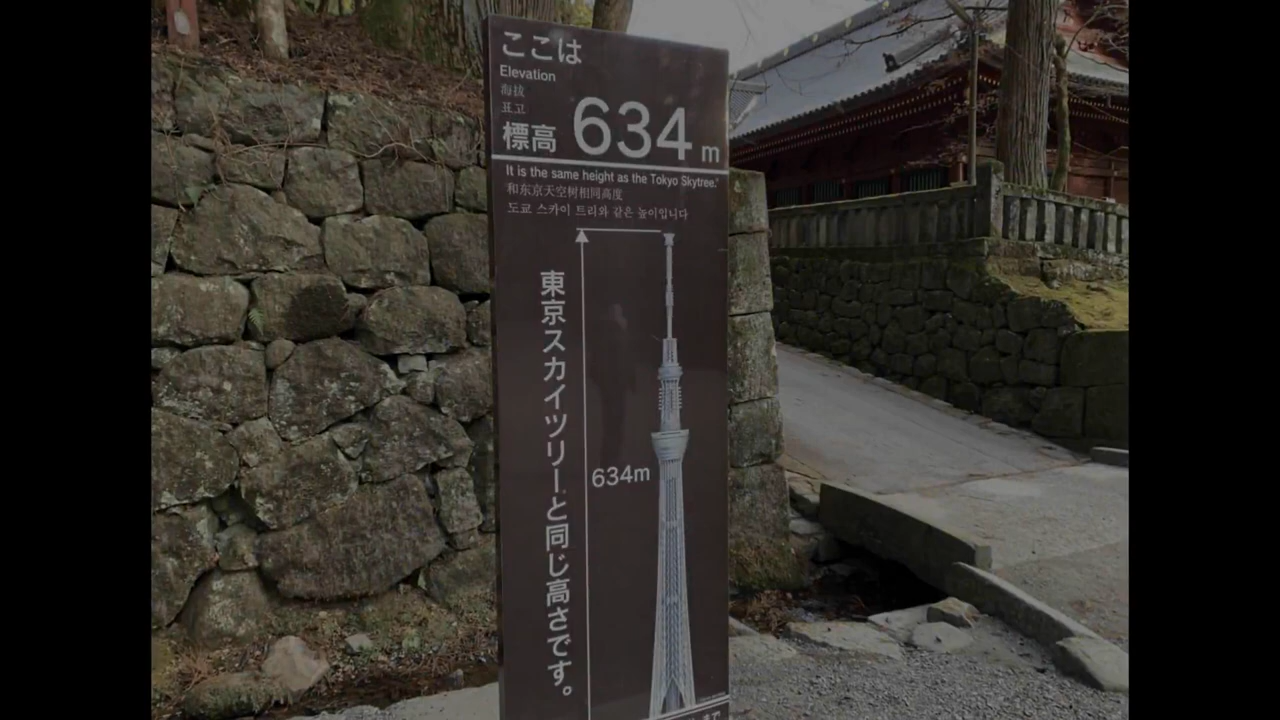 ここは
Elevation
海拔
표고
標高 634 m
It is the same height as the Tokyo Skytree.
和东京天空树相同高度
도쿄 스카이 트리와 같은 높이입니다
東京スカイツリーと同じ高さです。
634m